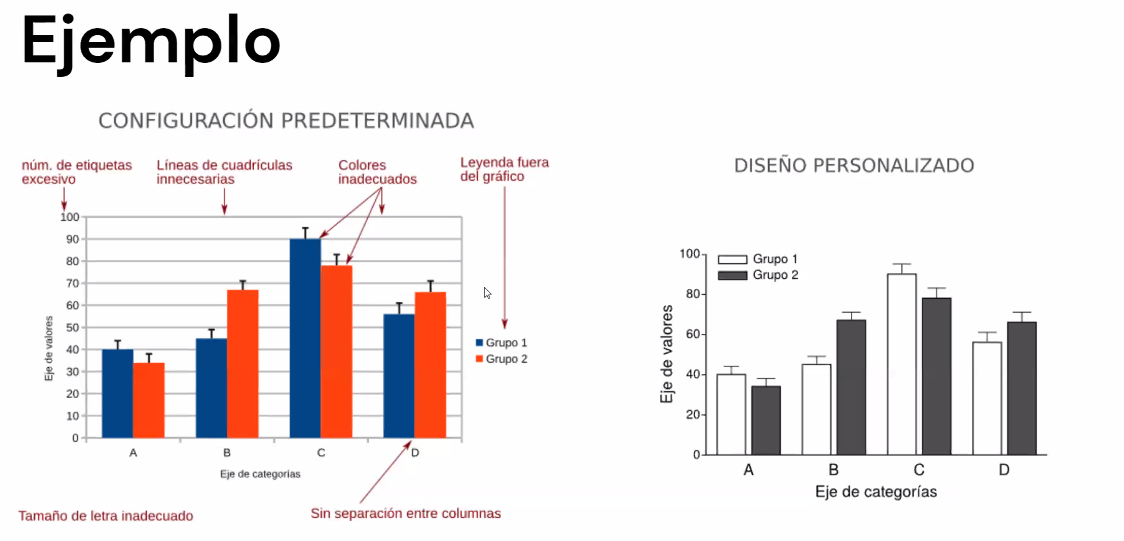 Ejemplo
CONFIGURACIÓN PREDETERMINADA
núm. de etiquetas
excesivo
Líneas de cuadrículas
innecesarias
Colores
inadecuados
Leyenda fuera
del gráfico
100
90
80
70
60
50
40
30
20
10
0
Eje de valores
A
B
C
D
Eje de categorías
Grupo 1
Grupo 2
Tamaño de letra inadecuado
Sin separación entre columnas
DISEÑO PERSONALIZADO
100
80
60
40
20
0
Eje de valores
Grupo 1
Grupo 2
A
B
C
D
Eje de categorías